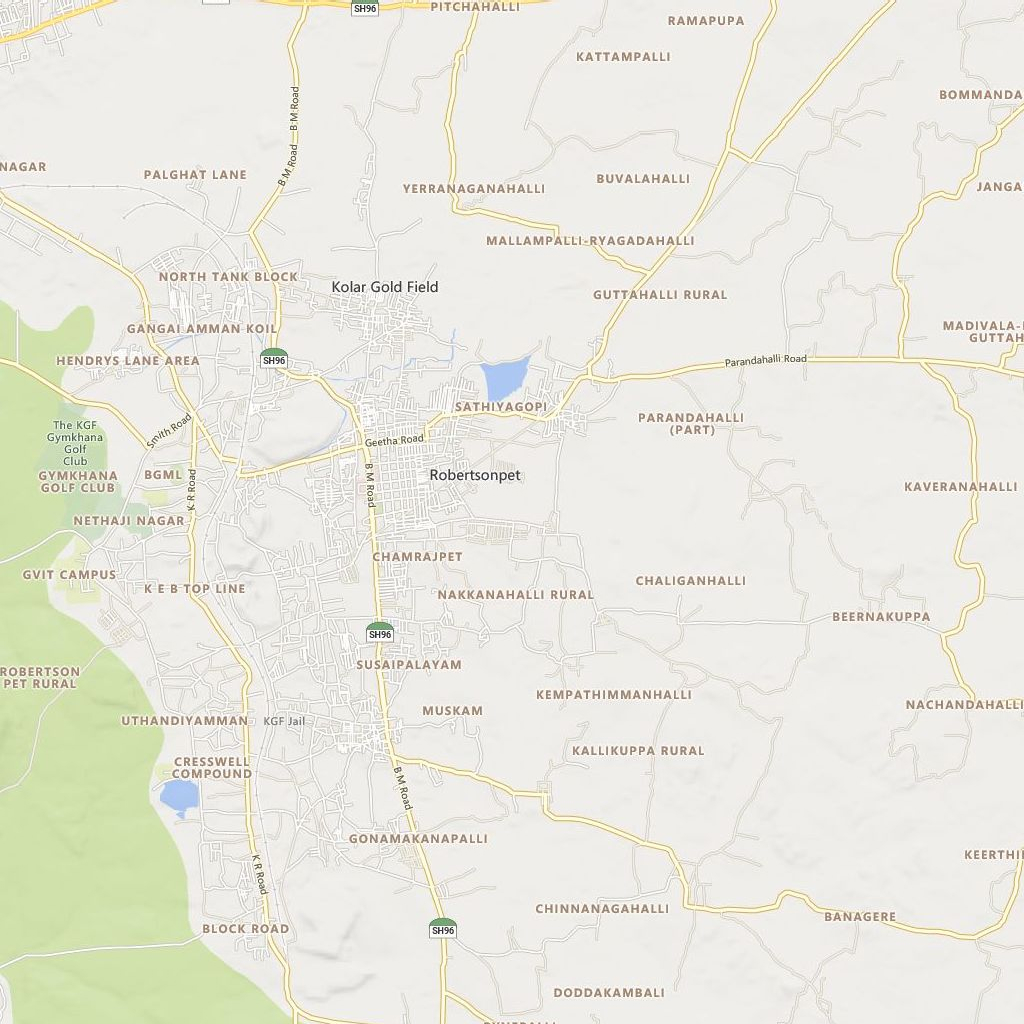 PITCHAHALLI
SH96
RAMAPUPA
KATTAMPALLI
BOMMANDA
B.M.Road
B.M.Road
NAGAR
PALGHAT LANE
YERRANAGANAHALLI
BUVALAHALLI
JANGA
MALLAMPALLI-RYAGADAHALLI
NORTH TANK BLOCK
Kolar Gold Field
GUTTAHALLI RURAL
GANGAI AMMAN KOIL
MADIVALA-
GUTTAH
HENDRYS LANE AREA
SH96
Parandahalli Road
SATHIYAGOPI
PARANDAHALLI
(PART)
The KGF
Gymkhana
Golf
Club
Smith Road
Geetha Road
GYMKHANA
GOLF CLUB
BGML
K R Road
B M Road
Robertsonpet
KAVERANAHALLI
NETHAJI NAGAR
CHAMRAJPET
GVIT CAMPUS
K E B TOP LINE
NAKKANAHALLI RURAL
CHALIGANHALLI
BEERNAKUPPA
SH96
ROBERTSON
PET RURAL
SUSAIPALAYAM
KEMPATHIMMANHALLI
NACHANDAHALLI
UTHANDIYAMMAN
KGF Jail
MUSKAM
KALLIKUPPA RURAL
CRESSWELL
COMPOUND
B M Road
GONAMAKANAPALLI
KEERTHI
K R Road
BLOCK ROAD
SH96
CHINNANAGAHALLI
BANAGERE
DODDAKAMBALI